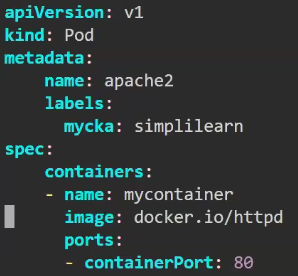 apiVersion: v1
kind: Pod
metadata:
    name: apache2
    labels:
      mycka: simplilearn
spec:
    containers:
    - name: mycontainer
      image: docker.io/httpd
      ports:
      - containerPort: 80